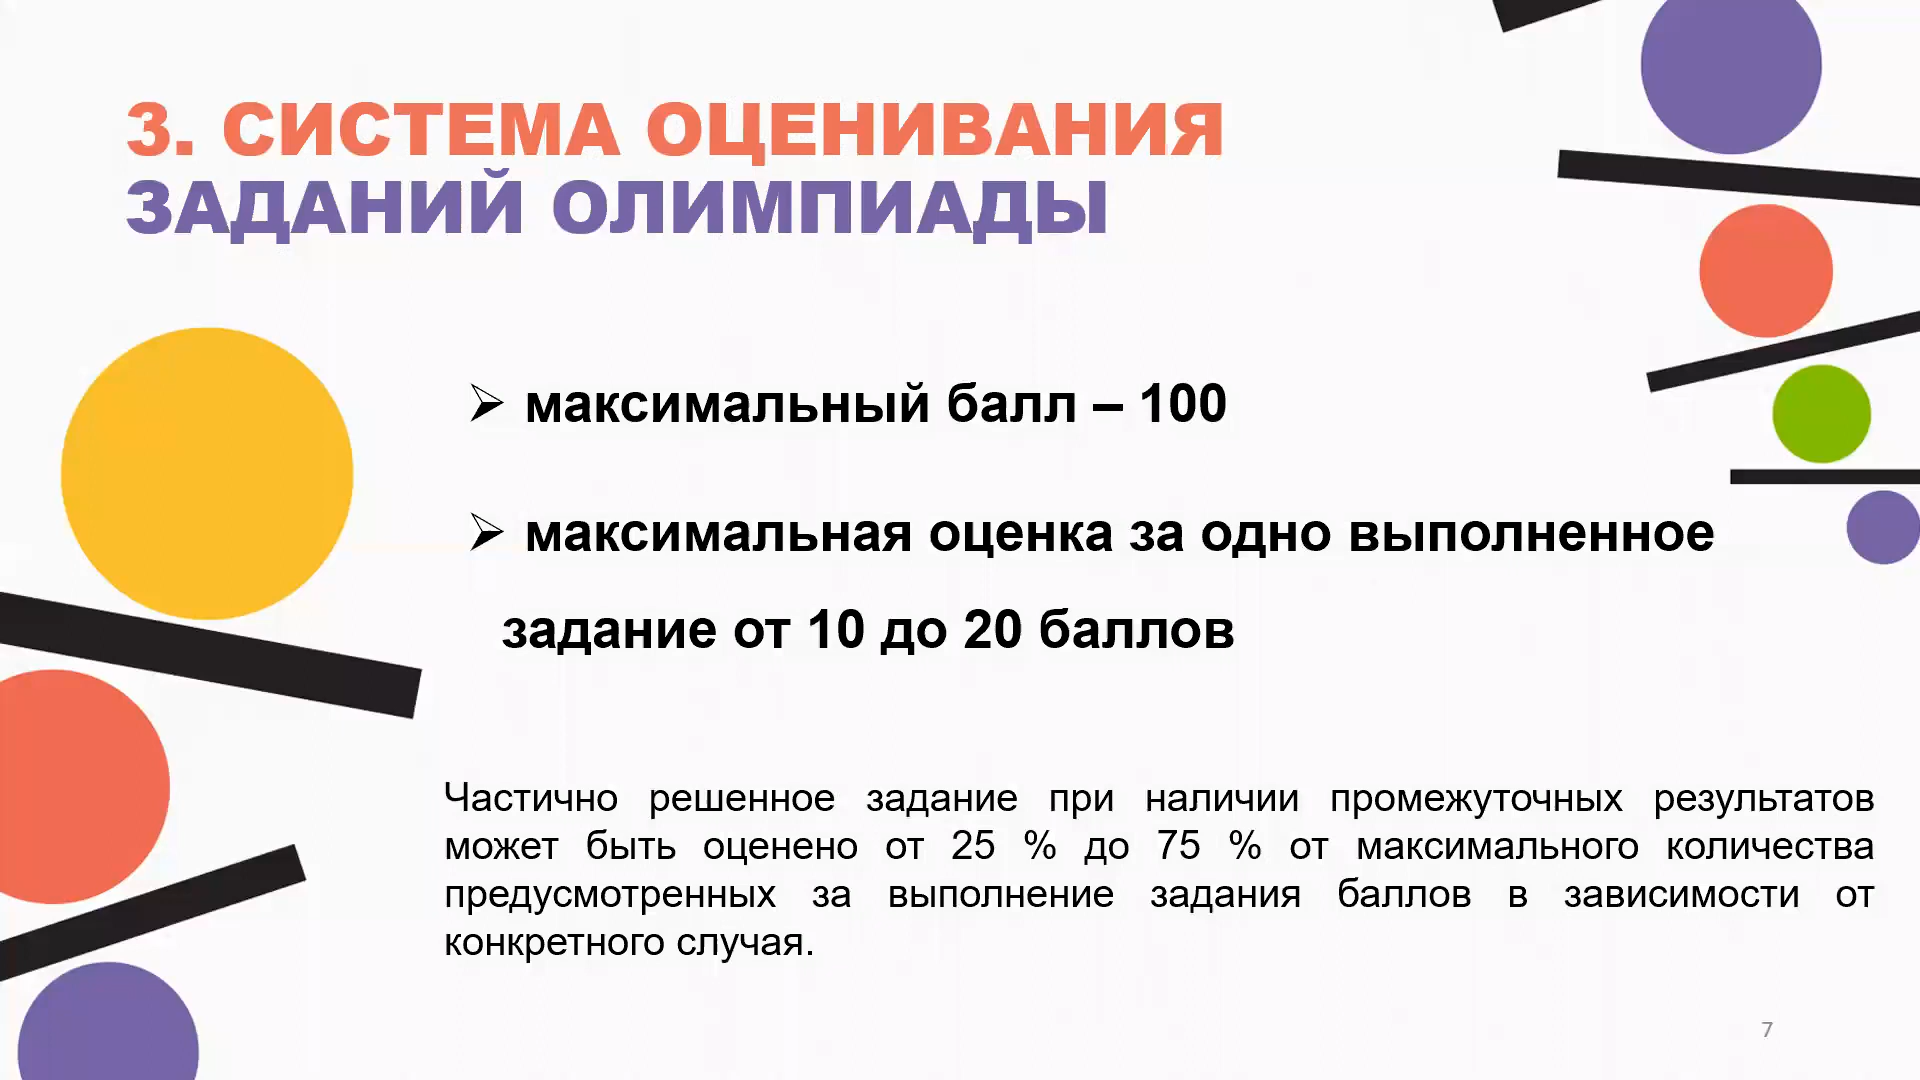 3. СИСТЕМА ОЦЕНИВАНИЯ
ЗАДАНИЙ ОЛИМПИАДЫ
➢ максимальный балл – 100
➢ максимальная оценка за одно выполненное
задание от 10 до 20 баллов
Частично решенное задание при наличии промежуточных результатов
может быть оценено от 25 % до 75 % от максимального количества
предусмотренных за выполнение задания баллов в зависимости от
конкретного случая.
7